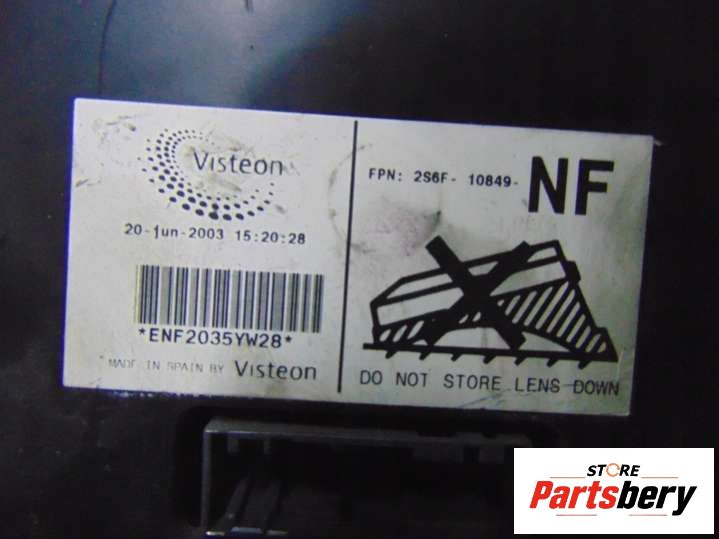 Visteon
20-jun-2003 15:20:28
*ENF2035YW28*
MADE IN SPAIN BY Visteon
FPN: 2S6F- 10849- NF
DO NOT STORE LENS DOWN
STORE
Partsbery